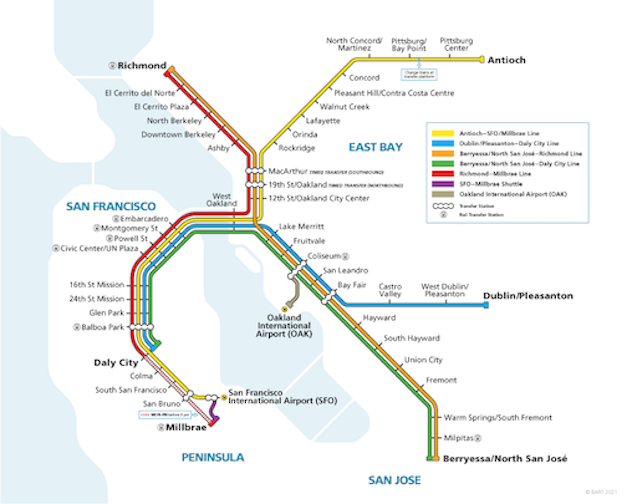 North Concord/
Martinez
Pittsburg/
Bay Point
Pittsburg
Center
Antioch
Change trains at
transfer platform
Richmond
Concord
El Cerrito del Norte
Pleasant Hill/Contra Costa Centre
El Cerrito Plaza
Walnut Creek
North Berkeley
Lafayette
Downtown Berkeley
Orinda
Ashby
Rockridge
EAST BAY
Antioch–SFO/Millbrae Line
Dublin/Pleasanton–Daly City Line
Berryessa/North San José–Richmond Line
Berryessa/North San José–Daly City Line
Richmond–Millbrae Line
SFO–Millbrae Shuttle
Oakland International Airport (OAK)
Transfer Station
Rail Transfer Station
MacArthur TIMED TRANSFER (SOUTHBOUND)
19th St/Oakland TIMED TRANSFER (NORTHBOUND)
12th St/Oakland City Center
West
Oakland
SAN FRANCISCO
Embarcadero
Montgomery St
Powell St
Civic Center/UN Plaza
Lake Merritt
Fruitvale
Coliseum
San Leandro
Bay Fair
Castro
Valley
West Dublin/
Pleasanton
Dublin/Pleasanton
16th St Mission
24th St Mission
Glen Park
Balboa Park
Oakland
International
Airport (OAK)
Hayward
South Hayward
Union City
Fremont
Daly City
Colma
South San Francisco
San Bruno
San Francisco
International Airport (SFO)
Millbrae
Warm Springs/South Fremont
Milpitas
Berryessa/North San José
PENINSULA
SAN JOSE
© BART 2021